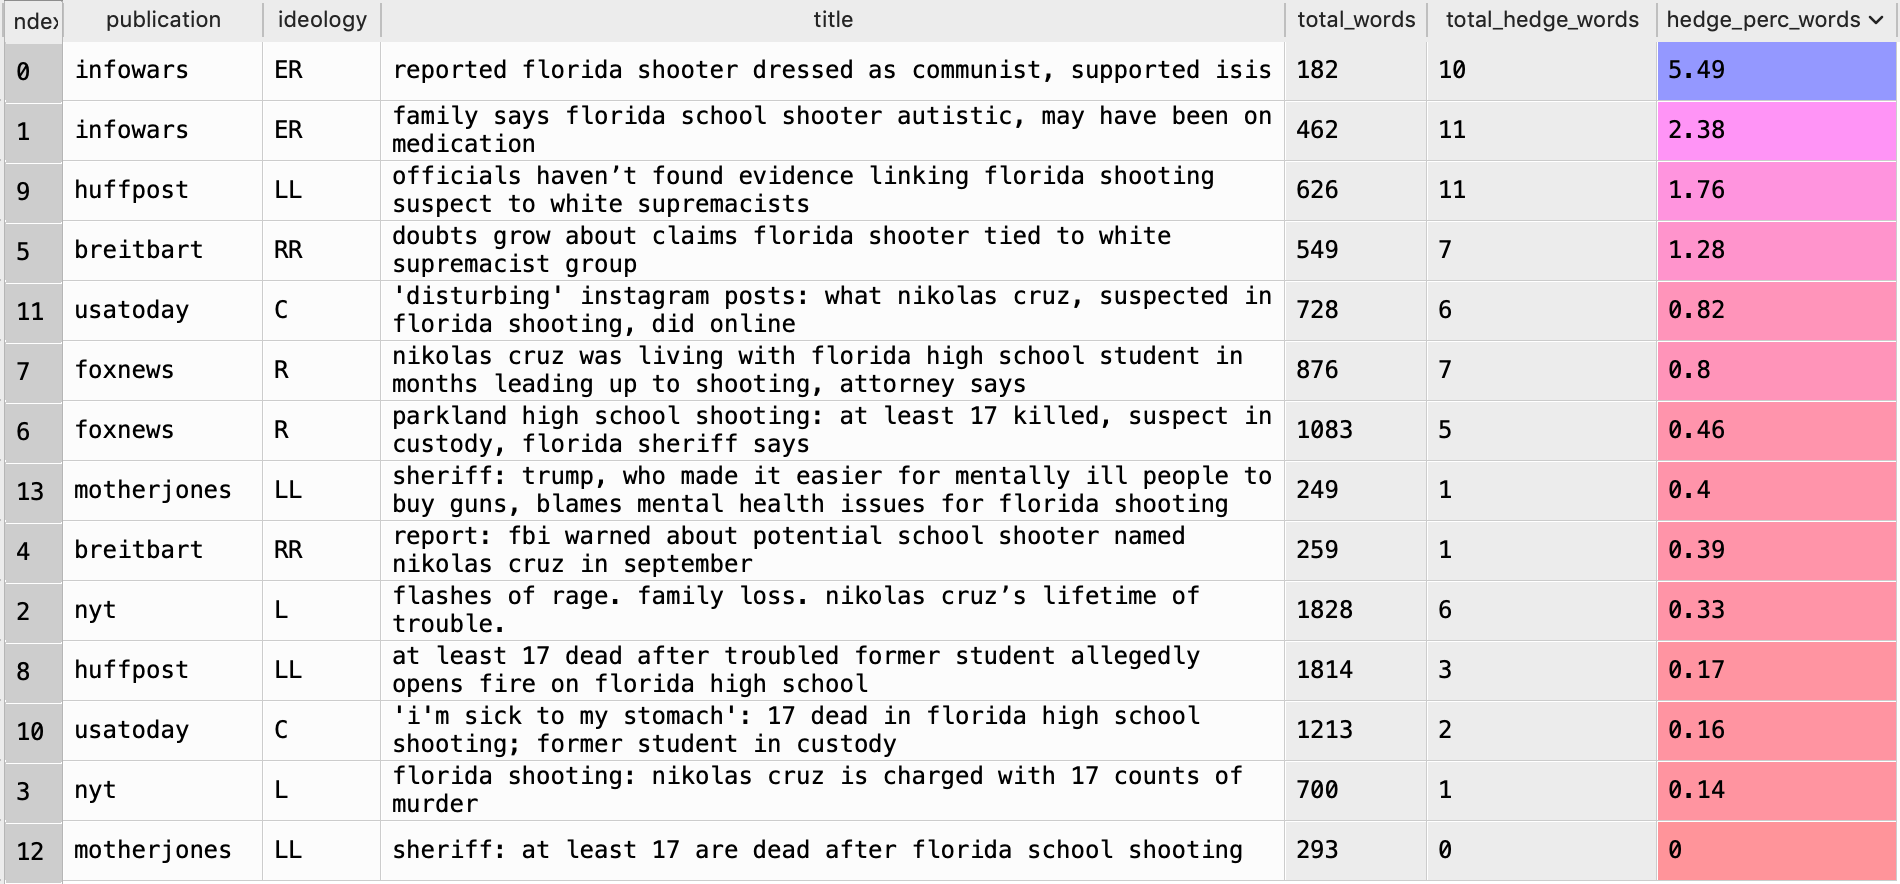 ndex publication ideology title total_words total_hedge_words hedge_perc_words
0 infowars ER reported florida shooter dressed as communist, supported isis 182 10 5.49
1 infowars ER family says florida school shooter autistic, may have been on
medication 462 11 2.38
9 huffpost LL officials haven’t found evidence linking florida shooting
suspect to white supremacists 626 11 1.76
5 breitbart RR doubts grow about claims florida shooter tied to white
supremacist group 549 7 1.28
11 usatoday C 'disturbing' instagram posts: what nikolas cruz, suspected in
florida shooting, did online 728 6 0.82
7 foxnews R nikolas cruz was living with florida high school student in
months leading up to shooting, attorney says 876 7 0.8
6 foxnews R parkland high school shooting: at least 17 killed, suspect in
custody, florida sheriff says 1083 5 0.46
13 motherjones LL sheriff: trump, who made it easier for mentally ill people to
buy guns, blames mental health issues for florida shooting 249 1 0.4
4 breitbart RR report: fbi warned about potential school shooter named
nikolas cruz in september 259 1 0.39
2 nyt L flashes of rage. family loss. nikolas cruz’s lifetime of
trouble. 1828 6 0.33
8 huffpost LL at least 17 dead after troubled former student allegedly
opens fire on florida high school 1814 3 0.17
10 usatoday C 'i'm sick to my stomach': 17 dead in florida high school
shooting; former student in custody 1213 2 0.16
3 nyt L florida shooting: nikolas cruz is charged with 17 counts of
murder 700 1 0.14
12 motherjones LL sheriff: at least 17 are dead after florida school shooting 293 0 0